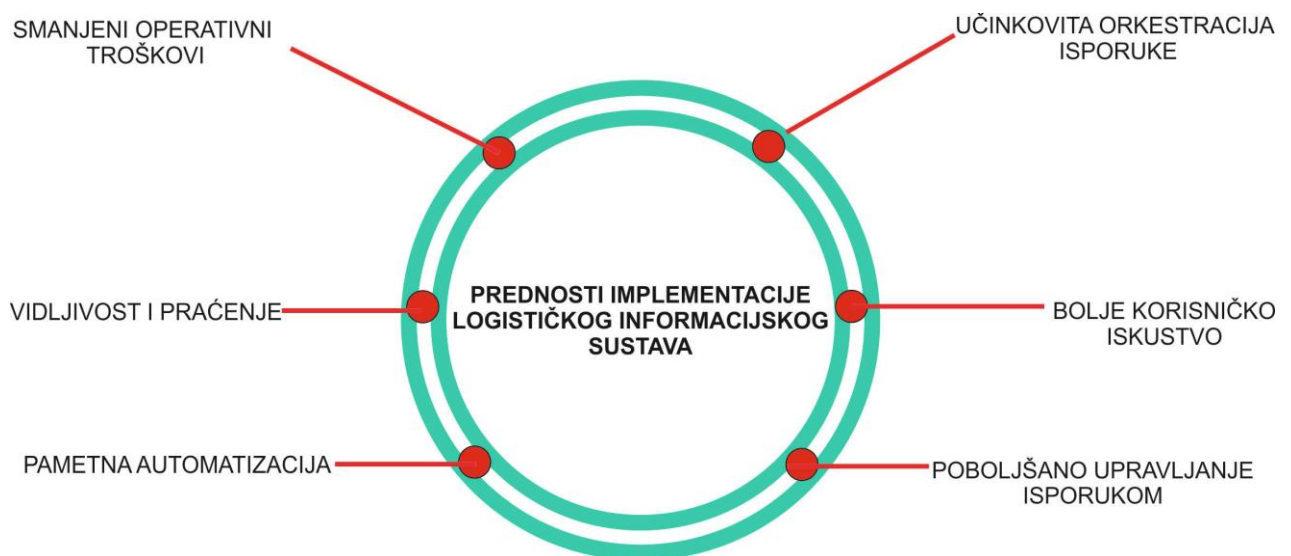 SMANJENI OPERATIVNI
TROŠKOVI
UČINKOVITA ORKESTRACIJA
ISPORUKE
VIDLJIVOST I PRAĆENJE
PREDNOSTI IMPLEMENTACIJE
LOGISTIČKOG INFORMACIJSKOG
SUSTAVA
BOLJE KORISNIČKO
ISKUSTVO
PAMETNA AUTOMATIZACIJA
POBOLJŠANO UPRAVLJANJE
ISPORUKOM